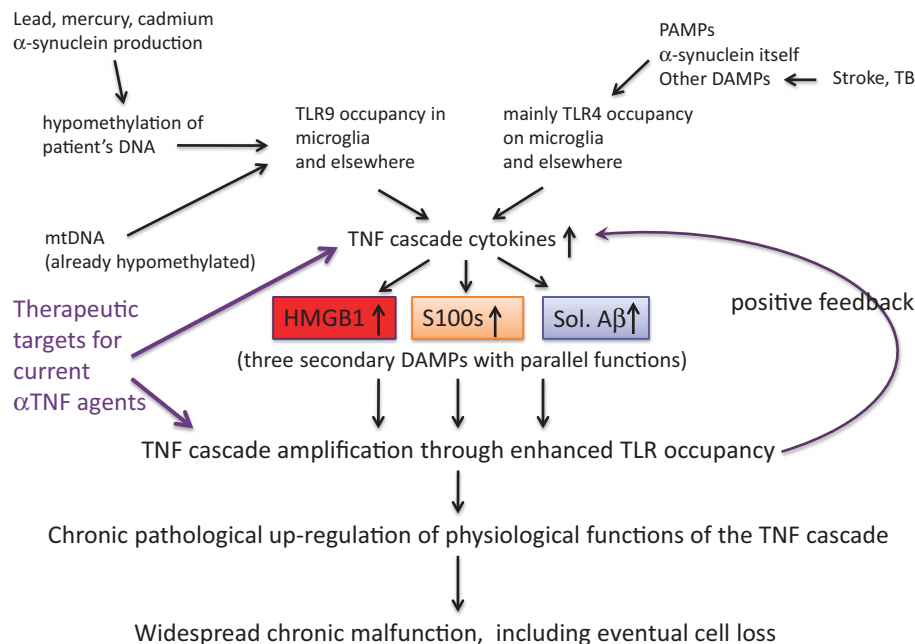 Lead, mercury, cadmium
α-synuclein production
PAMPs
α-synuclein itself
Other DAMPs
Stroke, TB
hypomethylation of
patient's DNA
TLR9 occupancy in
microglia
and elsewhere
mainly TLR4 occupancy
on microglia
and elsewhere
mtDNA
(already hypomethylated)
TNF cascade cytokines
Therapeutic
targets for
current
αTNF agents
HMGB1
S100s
Sol. Aβ
positive feedback
(three secondary DAMPs with parallel functions)
TNF cascade amplification through enhanced TLR occupancy
Chronic pathological up-regulation of physiological functions of the TNF cascade
Widespread chronic malfunction, including eventual cell loss